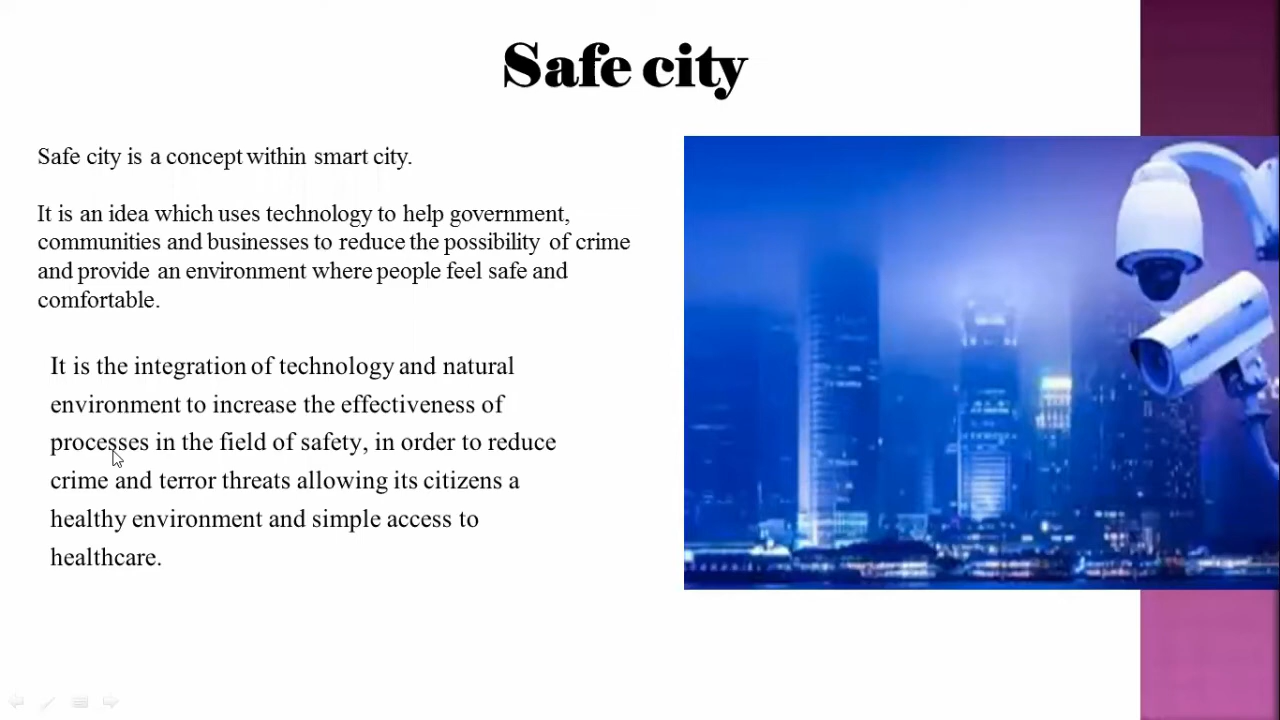 Safe city
Safe city is a concept within smart city.
It is an idea which uses technology to help government,
communities and businesses to reduce the possibility of crime
and provide an environment where people feel safe and
comfortable.
It is the integration of technology and natural
environment to increase the effectiveness of
processes in the field of safety, in order to reduce
crime and terror threats allowing its citizens a
healthy environment and simple access to
healthcare.